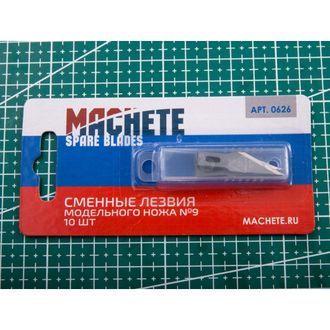 MACHETE
SPARE BLADES
АРТ. 0626
СМЕННЫЕ ЛЕЗВИЯ
МОДЕЛЬНОГО НОЖА №9
10 ШТ
MACHETE.RU